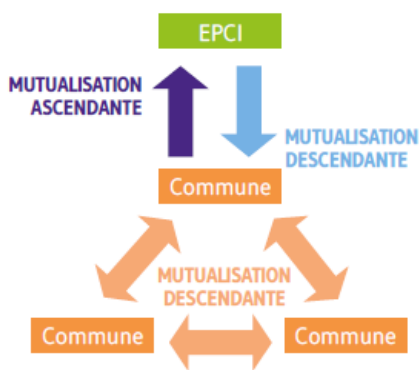 EPCI
MUTUALISATION
ASCENDANTE
MUTUALISATION
DESCENDANTE
Commune
MUTUALISATION
DESCENDANTE
Commune
Commune